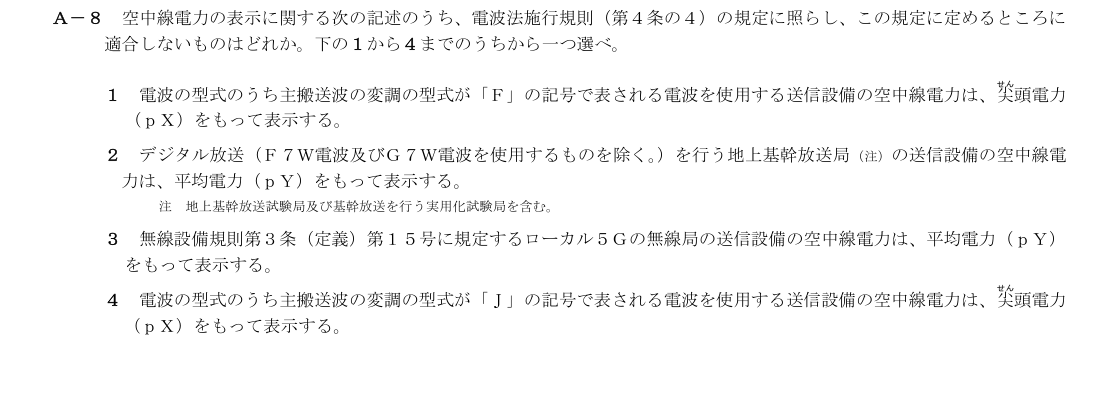 Ａ－８　空中線電力の表示に関する次の記述のうち、電波法施行規則（第４条の４）の規定に照らし、この規定に定めるところに
適合しないものはどれか。下の１から４までのうちから一つ選べ。
１　電波の型式のうち主搬送波の変調の型式が「Ｆ」の記号で表される電波を使用する送信設備の空中線電力は、尖頭電力
せん
（ｐＸ）をもって表示する。
２　デジタル放送（Ｆ７Ｗ電波及びＧ７Ｗ電波を使用するものを除く。）を行う地上基幹放送局（注）の送信設備の空中線電
力は、平均電力（ｐＹ）をもって表示する。
注　地上基幹放送試験局及び基幹放送を行う実用化試験局を含む。
３　無線設備規則第３条（定義）第１５号に規定するローカル５Ｇの無線局の送信設備の空中線電力は、平均電力（ｐＹ）
をもって表示する。
４　電波の型式のうち主搬送波の変調の型式が「Ｊ」の記号で表される電波を使用する送信設備の空中線電力は、尖頭電力
せん
（ｐＸ）をもって表示する。